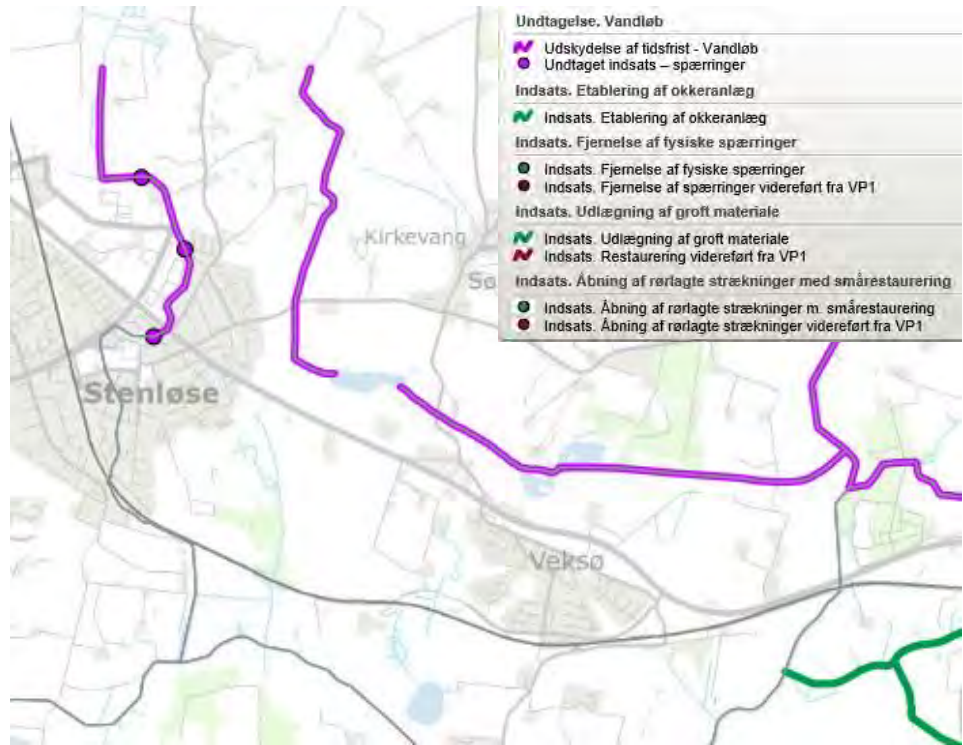 Undtagelse. Vandløb
Udskydelse af tidsfrist - Vandløb
Undtaget indsats – spærringer
Indsats. Etablering af okkeranlæg
Indsats. Etablering af okkeranlæg
Indsats. Fjernelse af fysiske spærringer
Indsats. Fjernelse af fysiske spærringer
Indsats. Fjernelse af spærringer videreført fra VP1
Indsats. Udlægning af groft materiale
Indsats. Udlægning af groft materiale
Indsats. Restaurering videreført fra VP1
Indsats. Åbning af rørlagte strækninger med smårestaurering
Indsats. Åbning af rørlagte strækninger m. smårestaurering
Indsats. Åbning af rørlagte strækninger videreført fra VP1
Kirkevang
Sø
Stenløse
Veksø